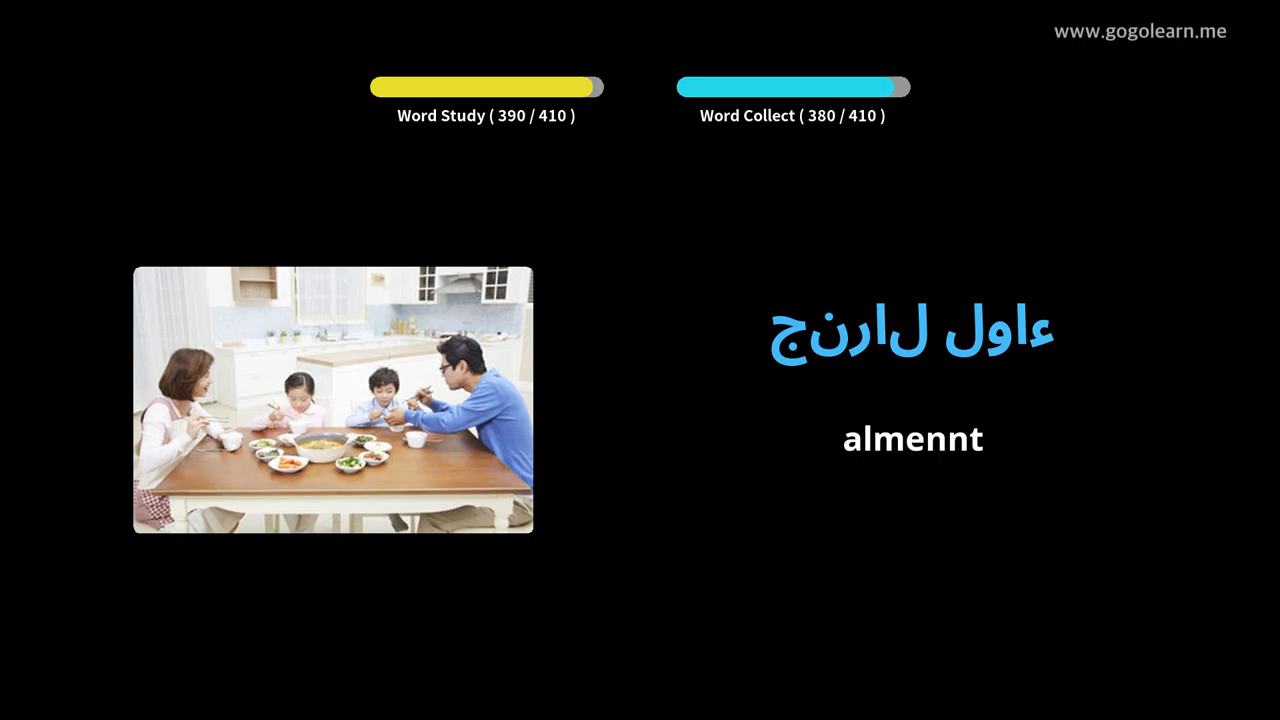 www.gogolearn.me
Word Study ( 390 / 410 )
Word Collect ( 380 / 410 )
ءاول لارنج
almennt